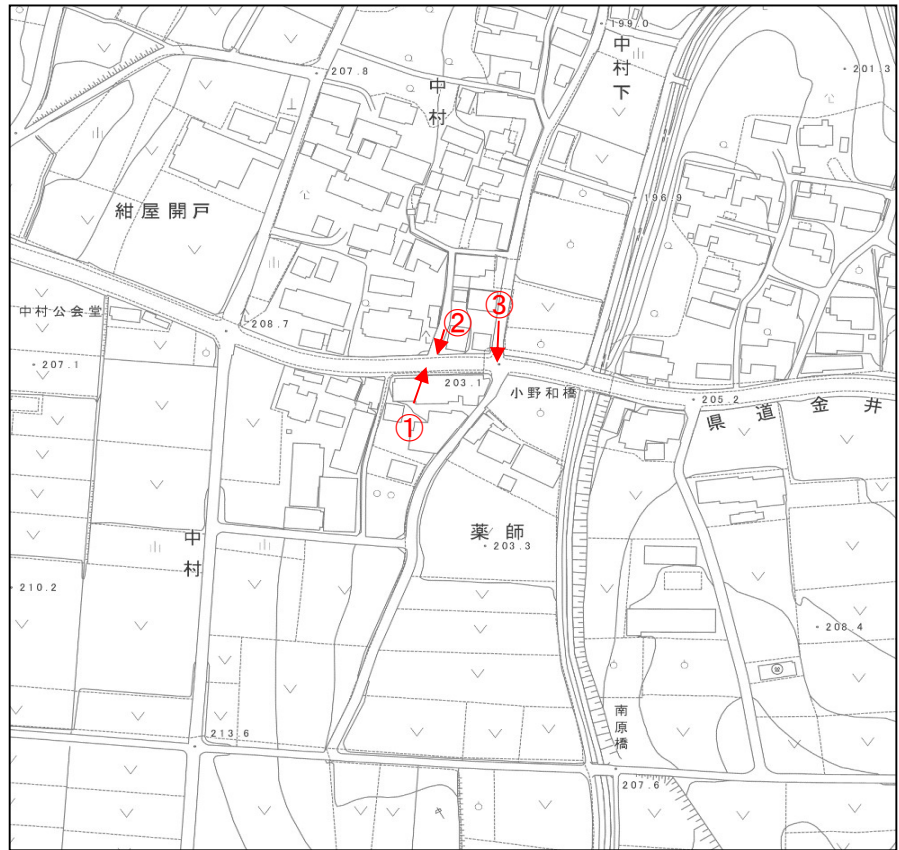 199.0
中村下
207.8
中村
201.3
196.9
紺屋開戸
中村公会堂
③
②
208.7
207.1
203.1
小野和橋
205.2
県道金井
①
薬師
203.3
中村
210.2
208.4
213.6
南原橋
207.6